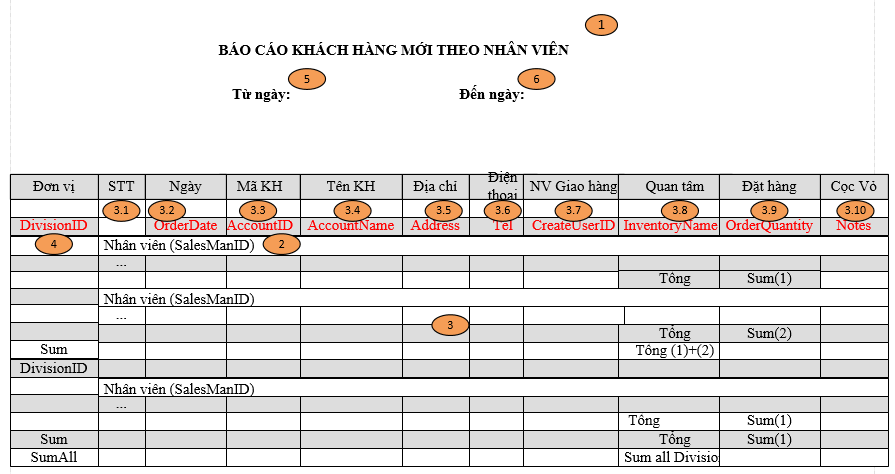 1
BÁO CÁO KHÁCH HÀNG MỚI THEO NHÂN VIÊN
5 6
Từ ngày: Đến ngày:
Đơn vị STT Ngày Mã KH Tên KH Địa chỉ Điện thoại NV Giao hàng Quan tâm Đặt hàng Cọc Vỏ
3.1 3.2 3.3 3.4 3.5 3.6 3.7 3.8 3.9 3.10
DivisionID OrderDate AccountID AccountName Address Tel CreateUserID InventoryName OrderQuantity Notes
4 Nhân viên (SalesManID) 2
...
Tổng Sum(1)
Nhân viên (SalesManID)
... 3
Tổng Sum(2)
Sum Tổng (1)+(2)
DivisionID
Nhân viên (SalesManID)
...
Tổng Sum(1)
Sum Tổng Sum(1)
SumAll Sum all Divisio